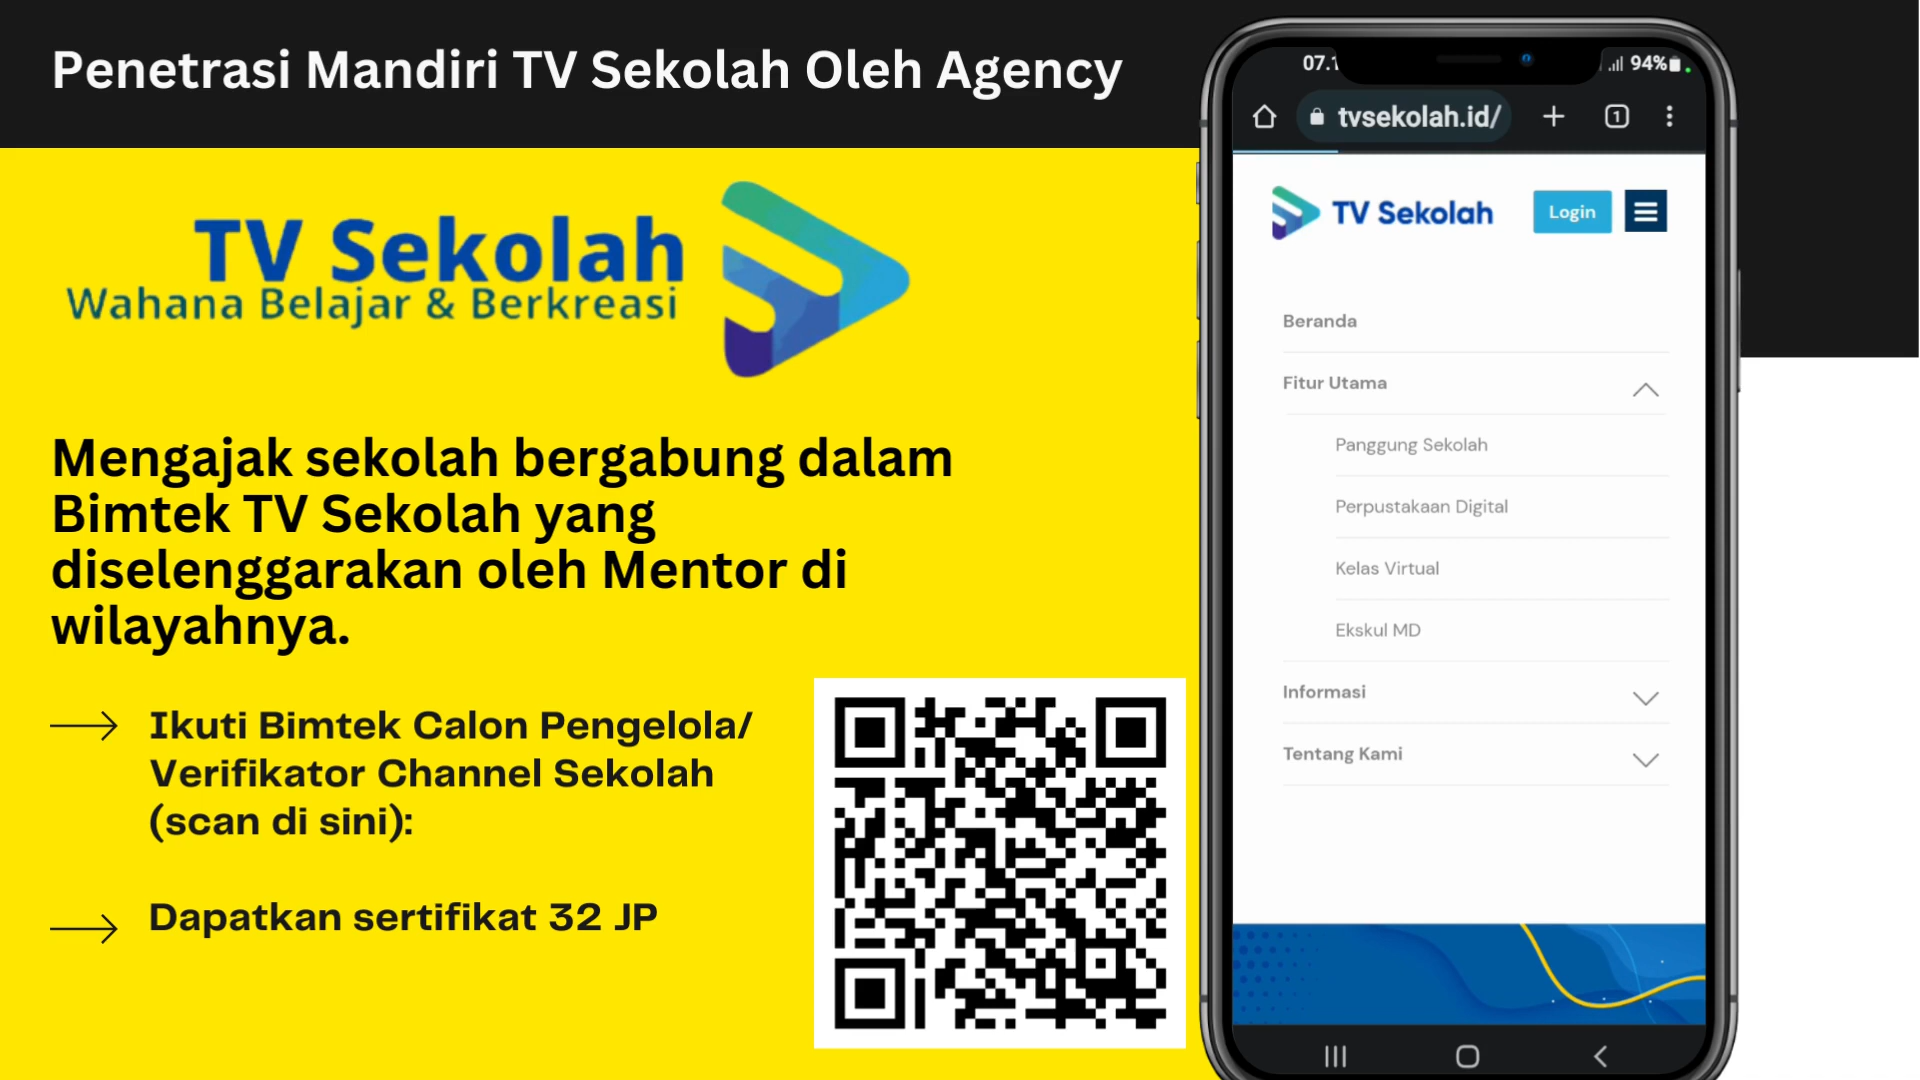 Penetrasi Mandiri TV Sekolah Oleh Agency
TV Sekolah
Wahana Belajar & Berkreasi
Mengajak sekolah bergabung dalam
Bimtek TV Sekolah yang
diselenggarakan oleh Mentor di
wilayahnya.
Ikuti Bimtek Calon Pengelola/
Verifikator Channel Sekolah
(scan di sini):
Dapatkan sertifikat 32 JP
94%
tvsekolah.id/
1
TV Sekolah
Login
Beranda
Fitur Utama
Panggung Sekolah
Perpustakaan Digital
Kelas Virtual
Ekskul MD
Informasi
Tentang Kami